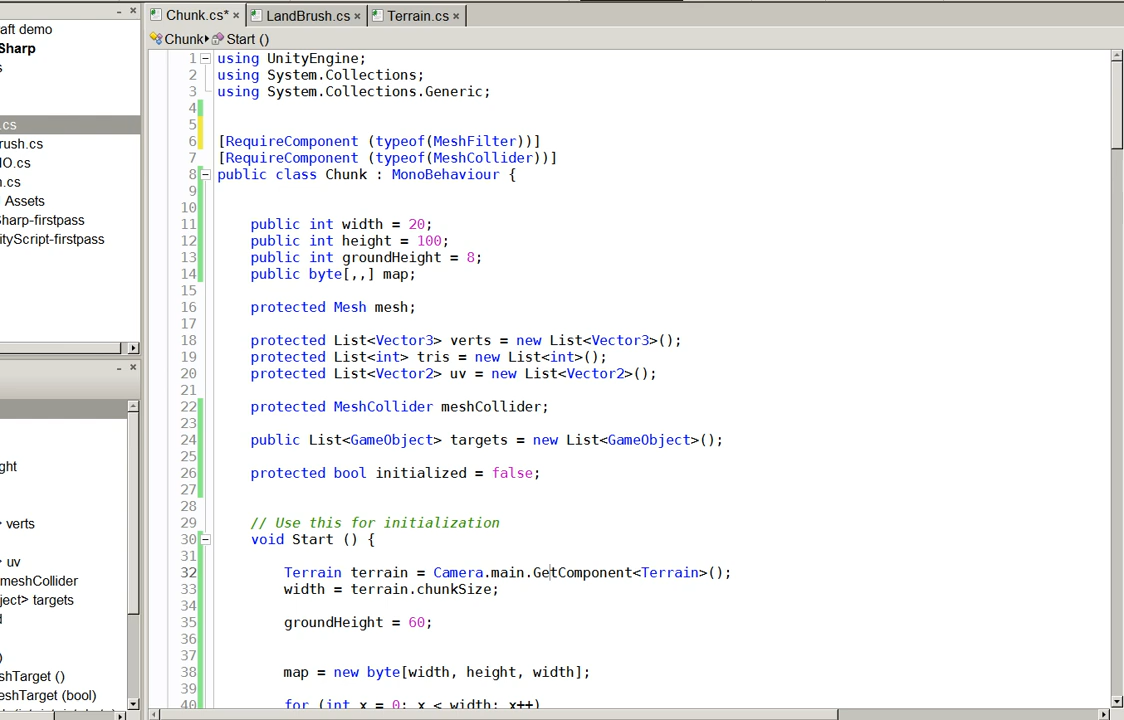 aft demo
Sharp
s
.cs
rush.cs
IO.cs
n.cs
Assets
Sharp-firstpass
ityScript-firstpass
ght
> verts
> uv
meshCollider
ject> targets
d
)
shTarget ()
eshTarget (bool)
Chunk.cs* × LandBrush.cs × Terrain.cs ×
Chunk Start ()
1 using UnityEngine;
2 using System.Collections;
3 using System.Collections.Generic;
4
5
6 [RequireComponent (typeof(MeshFilter))]
7 [RequireComponent (typeof(MeshCollider))]
8 public class Chunk : MonoBehaviour {
9
10
11 public int width = 20;
12 public int height = 100;
13 public int groundHeight = 8;
14 public byte[,,] map;
15
16 protected Mesh mesh;
17
18 protected List<Vector3> verts = new List<Vector3>();
19 protected List<int> tris = new List<int>();
20 protected List<Vector2> uv = new List<Vector2>();
21
22 protected MeshCollider meshCollider;
23
24 public List<GameObject> targets = new List<GameObject>();
25
26 protected bool initialized = false;
27
28
29 // Use this for initialization
30 void Start () {
31
32 Terrain terrain = Camera.main.GetComponent<Terrain>();
33 width = terrain.chunkSize;
34
35 groundHeight = 60;
36
37
38 map = new byte[width, height, width];
39
40 for (int x = 0; x < width; x++)